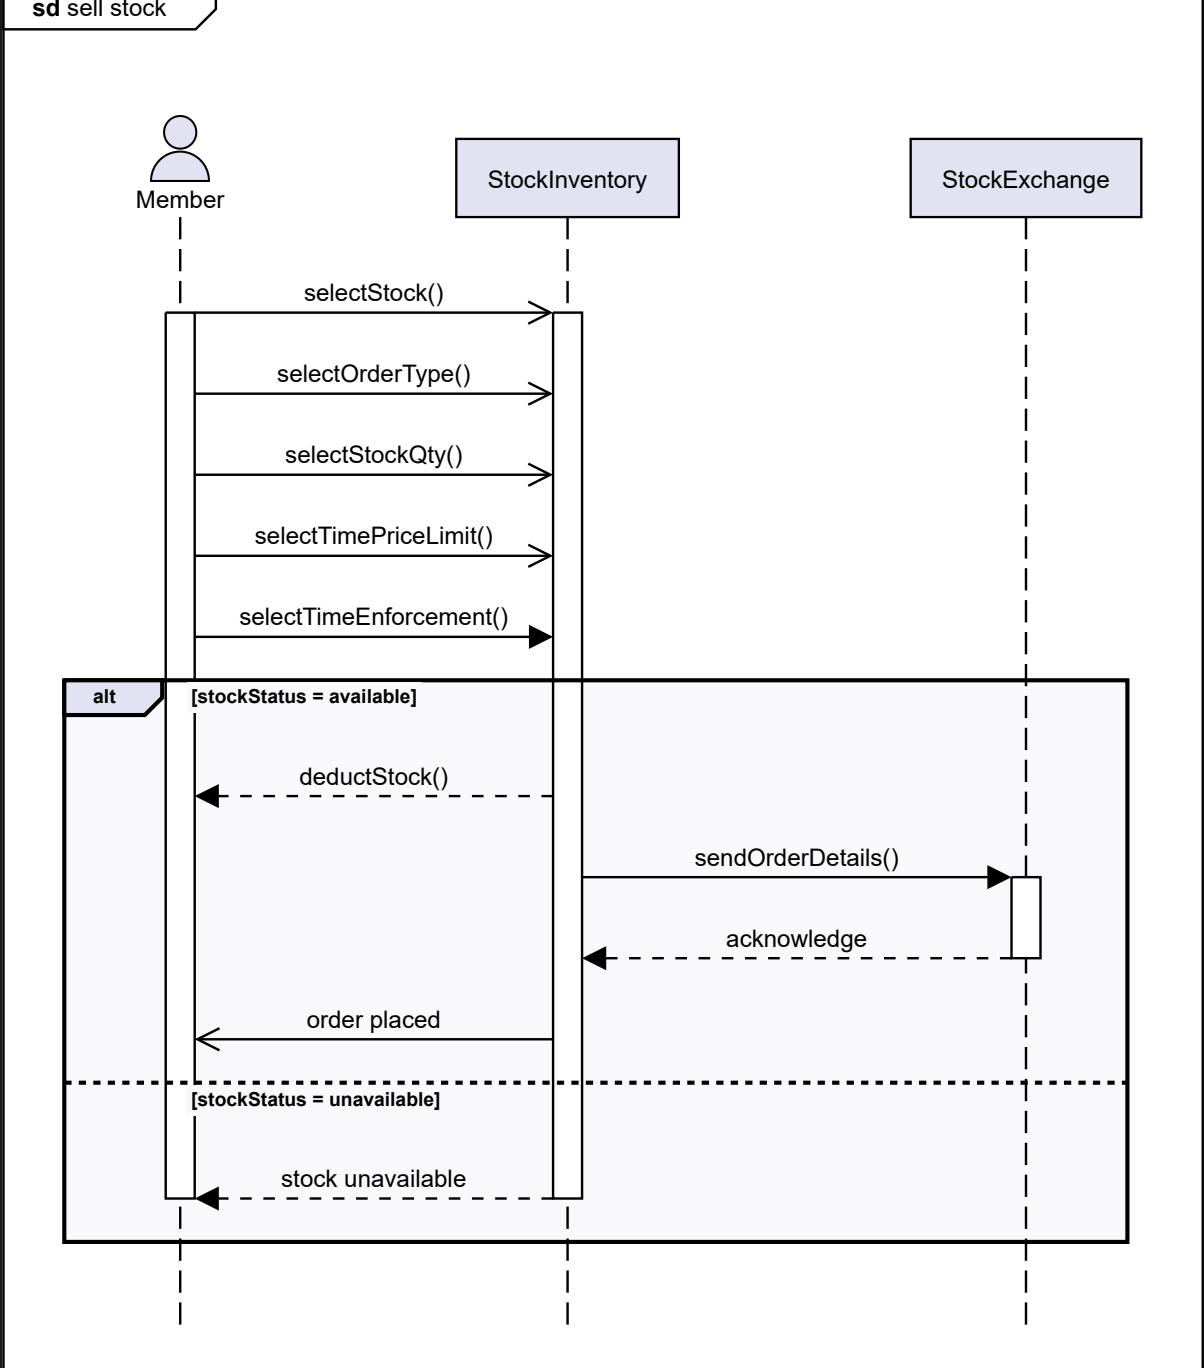 sd sell stock
Member
StockInventory
StockExchange
selectStock()
selectOrderType()
selectStockQty()
selectTimePriceLimit()
selectTimeEnforcement()
alt
[stockStatus = available]
deductStock()
sendOrderDetails()
acknowledge
order placed
[stockStatus = unavailable]
stock unavailable